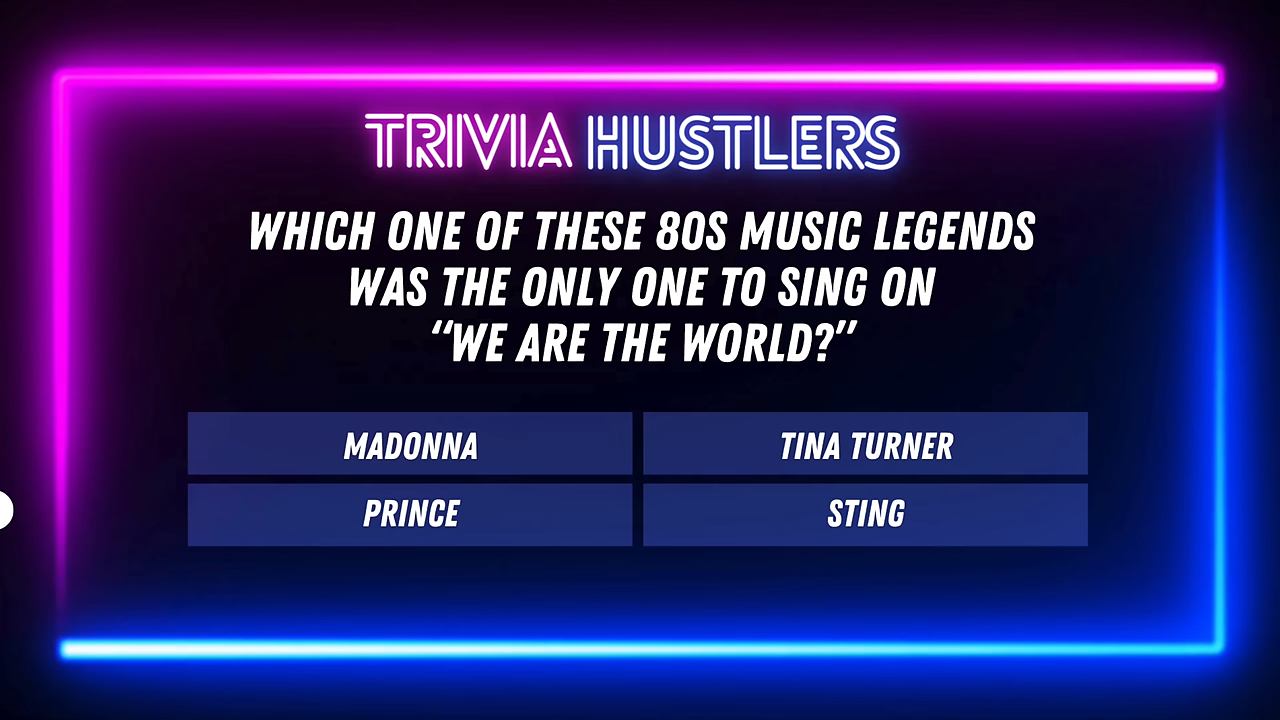 TRIVIA HUSTLERS
WHICH ONE OF THESE 80S MUSIC LEGENDS
WAS THE ONLY ONE TO SING ON
“WE ARE THE WORLD?”
MADONNA
TINA TURNER
PRINCE
STING